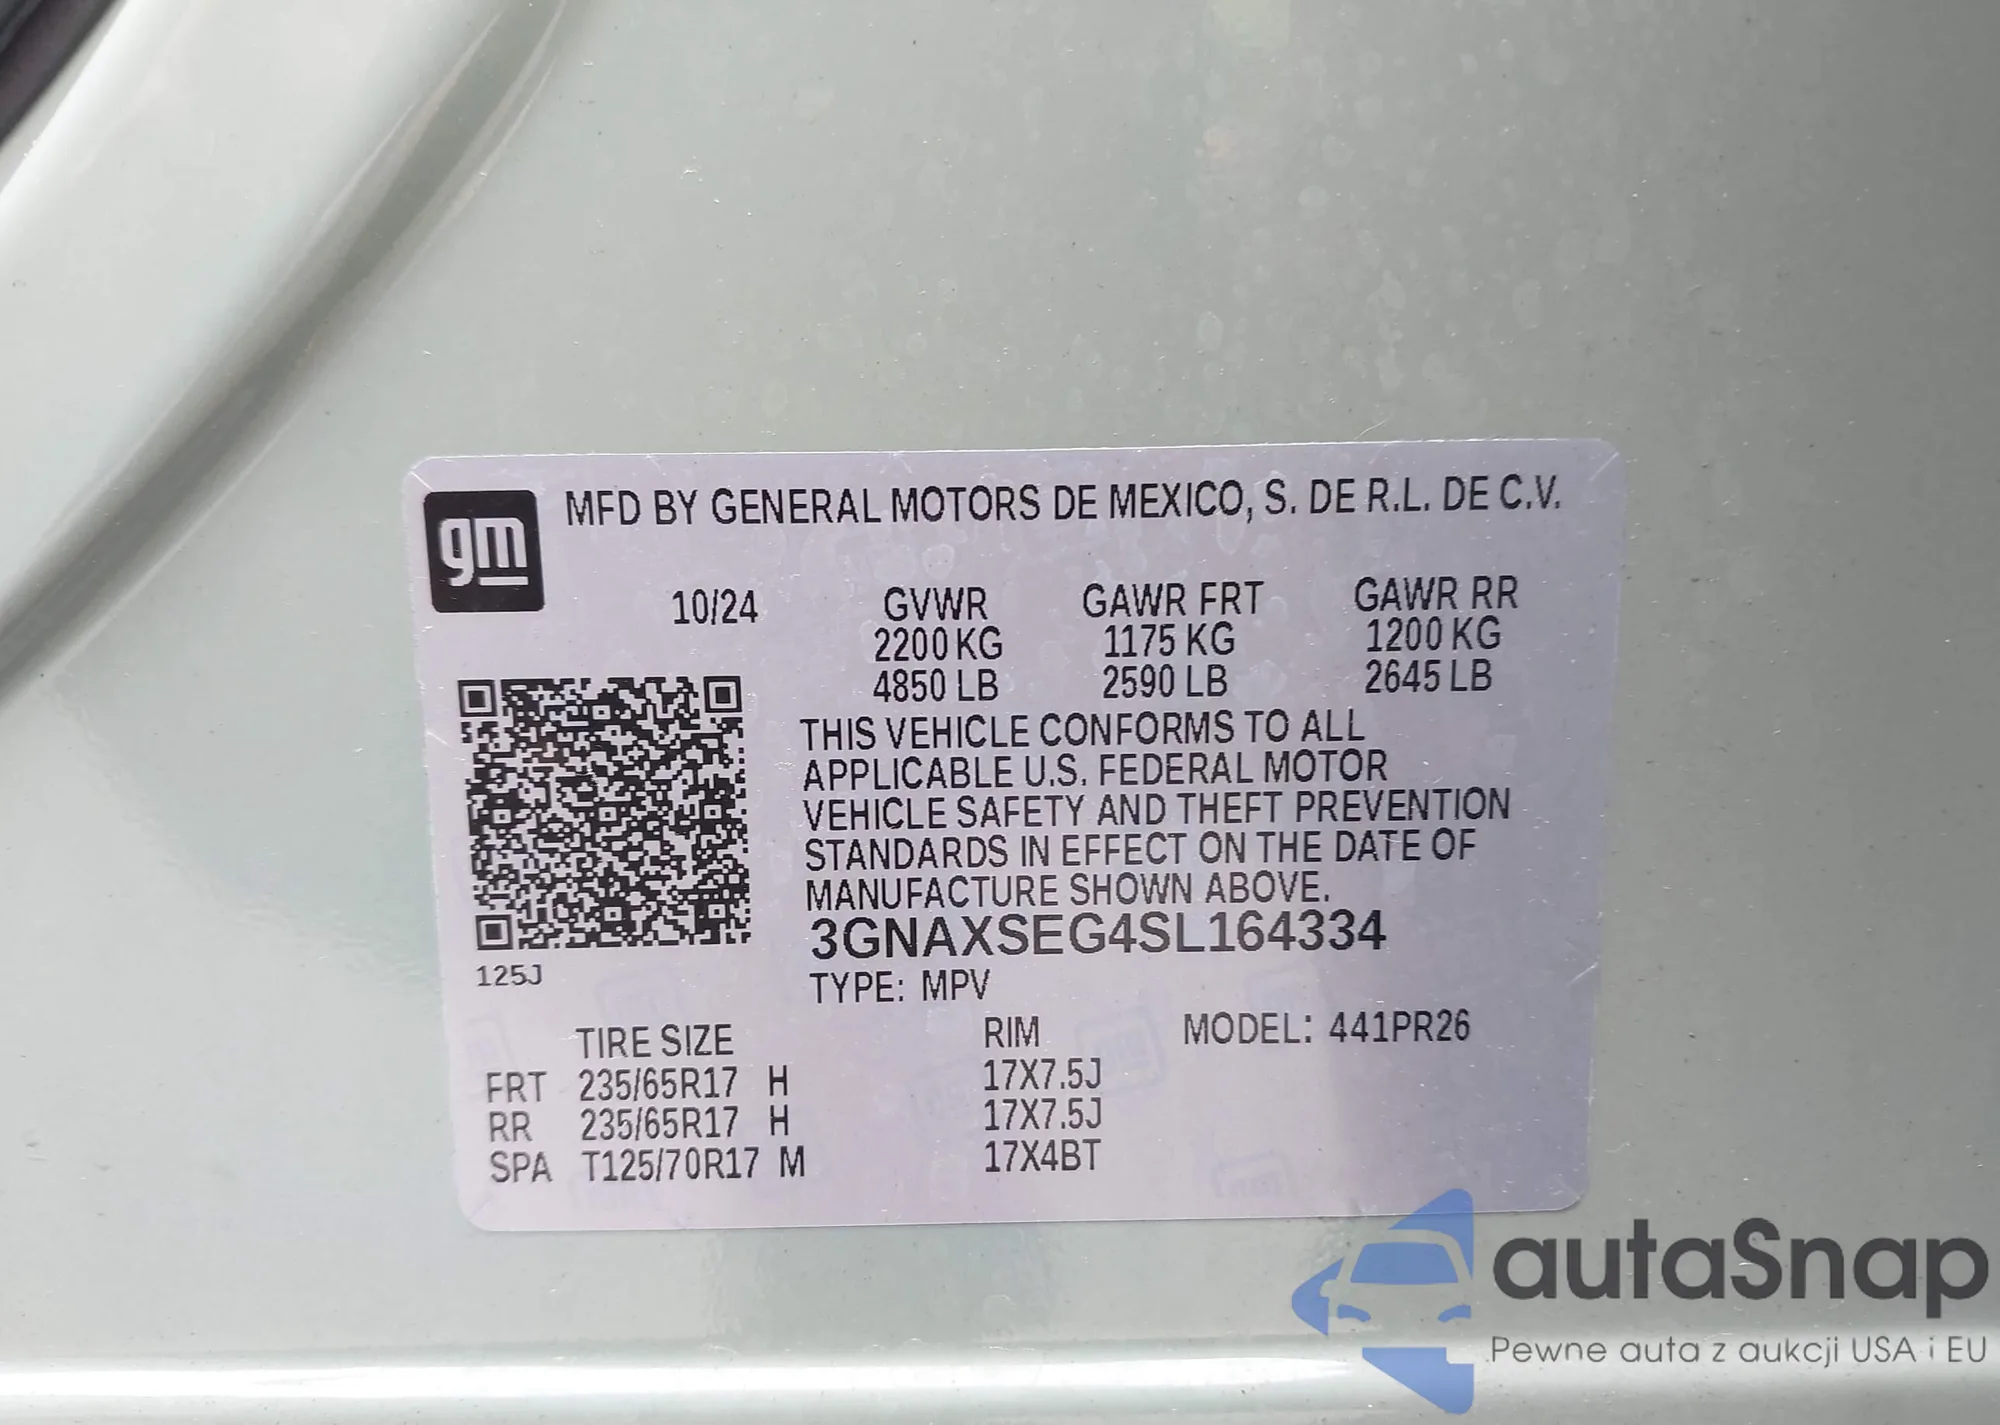 gm
MFD BY GENERAL MOTORS DE MEXICO, S. DE R.L. DE C.V.
10/24 GVWR GAWR FRT GAWR RR
2200 KG 1175 KG 1200 KG
4850 LB 2590 LB 2645 LB
THIS VEHICLE CONFORMS TO ALL
APPLICABLE U.S. FEDERAL MOTOR
VEHICLE SAFETY AND THEFT PREVENTION
STANDARDS IN EFFECT ON THE DATE OF
MANUFACTURE SHOWN ABOVE.
3GNAXSEG4SL164334
125J
TYPE: MPV
TIRE SIZE RIM MODEL: 441PR26
FRT 235/65R17 H 17X7.5J
RR 235/65R17 H 17X7.5J
SPA T125/70R17 M 17X4BT
autaSnap
Pewne auta z aukcji USA i EU